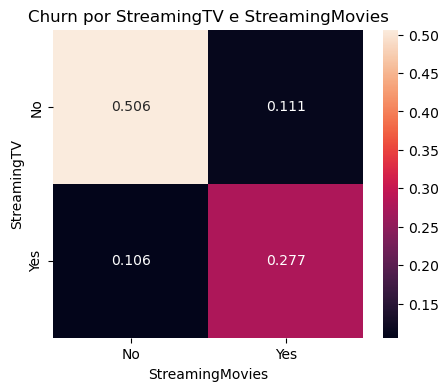 Churn por StreamingTV e StreamingMovies
StreamingTV
No
Yes
0.506 0.111
0.106 0.277
No Yes
StreamingMovies
0.50
0.45
0.40
0.35
0.30
0.25
0.20
0.15